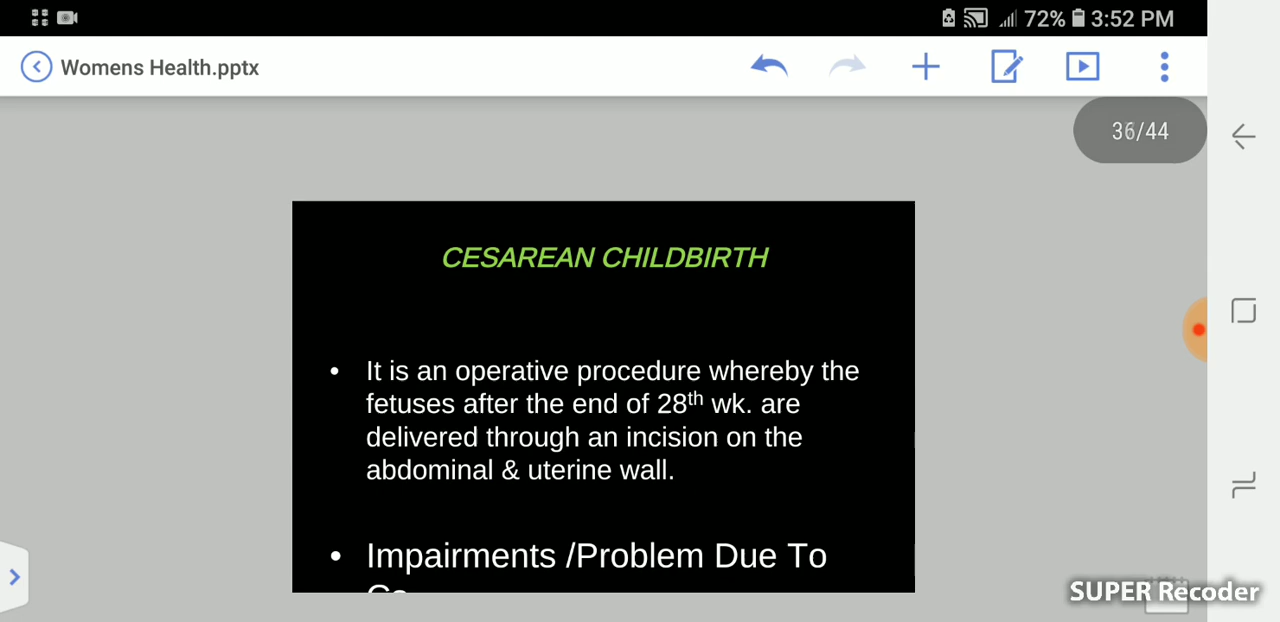 72% 3:52 PM
Womens Health.pptx
36/44
CESAREAN CHILDBIRTH
• It is an operative procedure whereby the
fetuses after the end of 28th wk. are
delivered through an incision on the
abdominal & uterine wall.
• Impairments /Problem Due To
SUPER Recoder